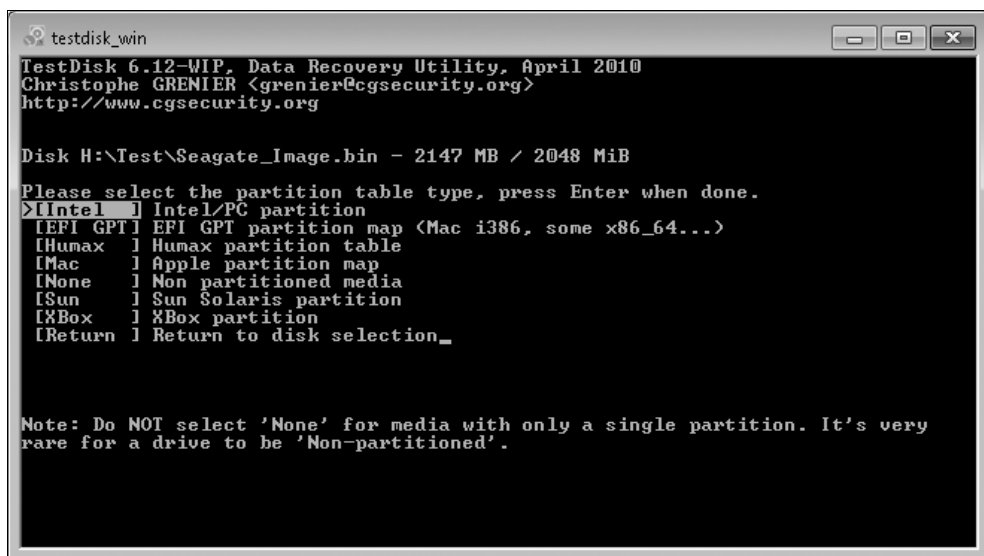 testdisk_win
TestDisk 6.12-WIP, Data Recovery Utility, April 2010
Christophe GRENIER <grenier@cgsecurity.org>
http://www.cgsecurity.org
Disk H:\Test\Seagate_Image.bin - 2147 MB / 2048 MiB
Please select the partition table type, press Enter when done.
>[Intel  ] Intel/PC partition
[EFI GPT] EFI GPT partition map (Mac i386, some x86_64...)
[Humax  ] Humax partition table
[Mac    ] Apple partition map
[None   ] Non partitioned media
[Sun    ] Sun Solaris partition
[XBox   ] XBox partition
[Return ] Return to disk selection_
Note: Do NOT select 'None' for media with only a single partition. It's very
rare for a drive to be 'Non-partitioned'.